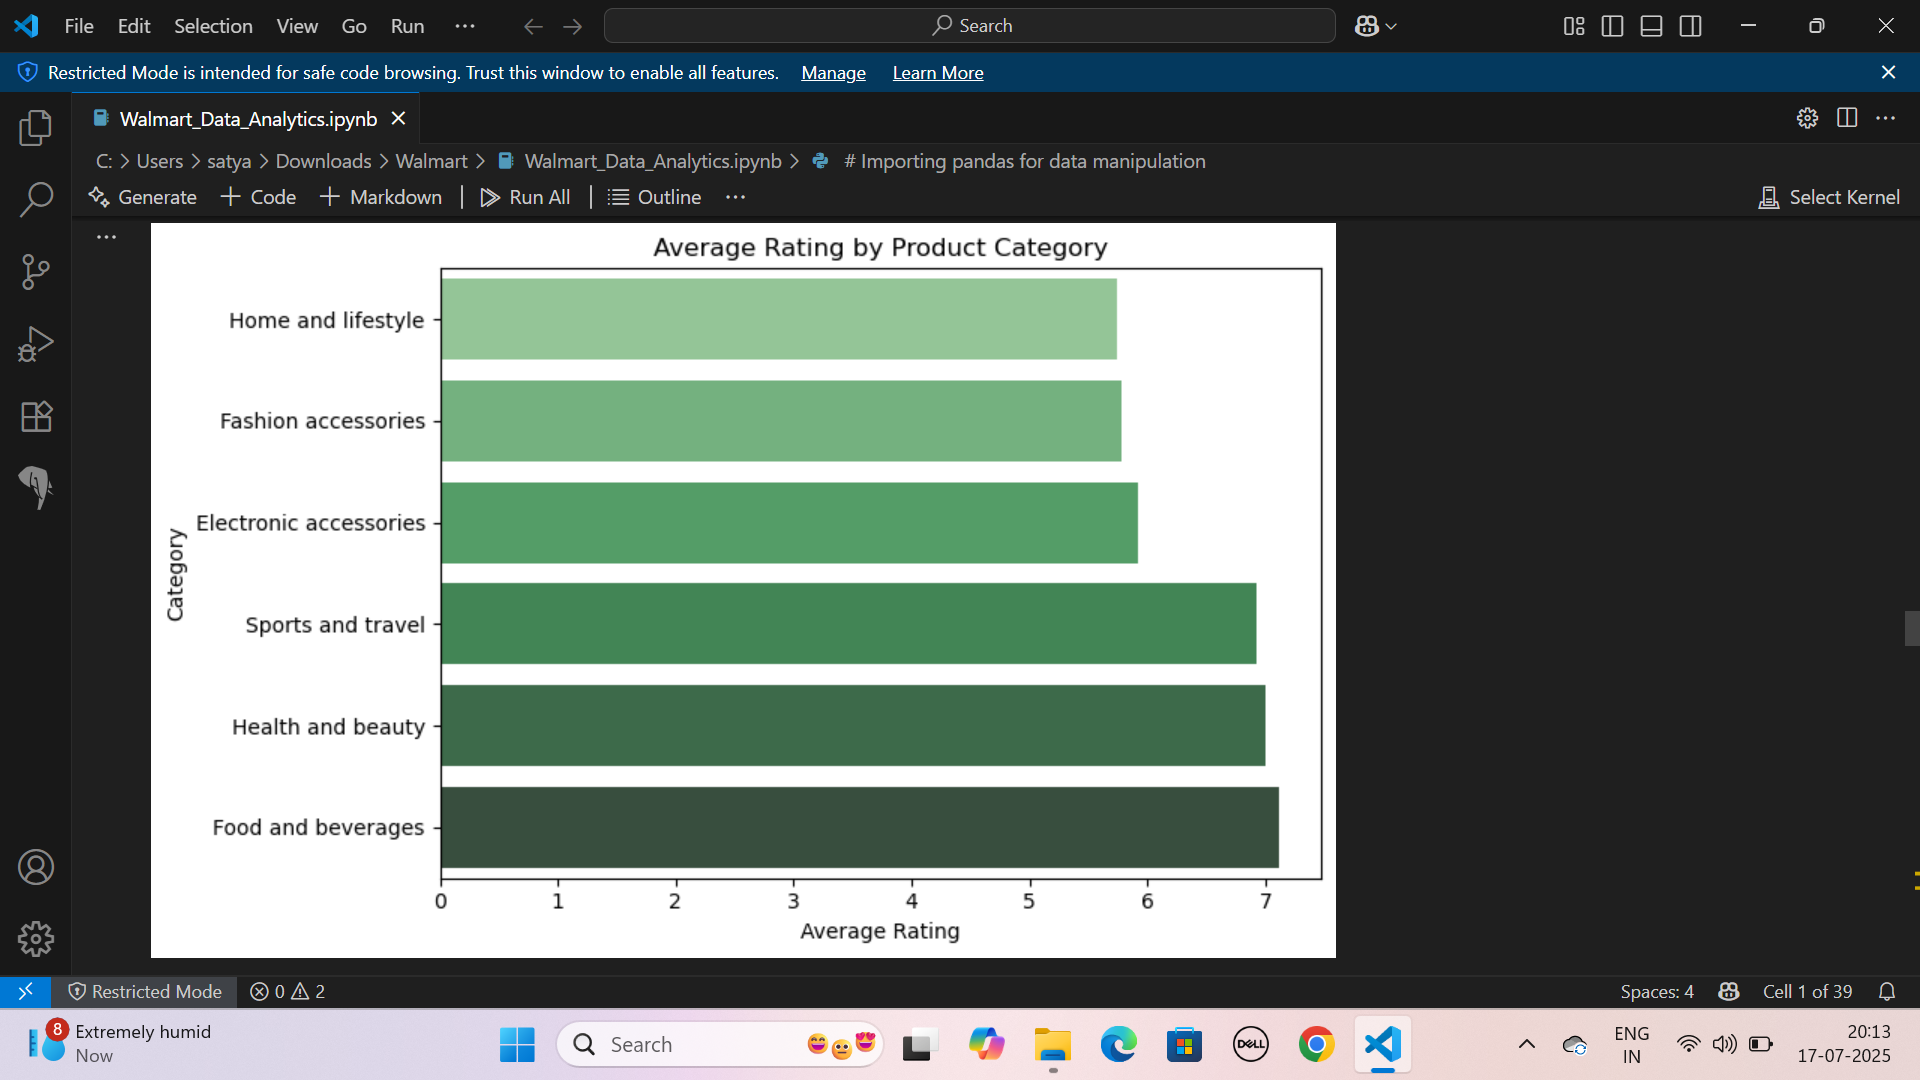 File Edit Selection View Go Run ··· Search
Restricted Mode is intended for safe code browsing. Trust this window to enable all features. Manage Learn More
Walmart_Data_Analytics.ipynb
C: > Users > satya > Downloads > Walmart > Walmart_Data_Analytics.ipynb > # Importing pandas for data manipulation
Generate + Code + Markdown Run All Outline ··· Select Kernel
Average Rating by Product Category
Home and lifestyle
Fashion accessories
Electronic accessories
Category
Sports and travel
Health and beauty
Food and beverages
0 1 2 3 4 5 6 7
Average Rating
Restricted Mode 0 2 Spaces: 4 Cell 1 of 39
8 Extremely humid
Now
Search
DELL
ENG
IN
20:13
17-07-2025